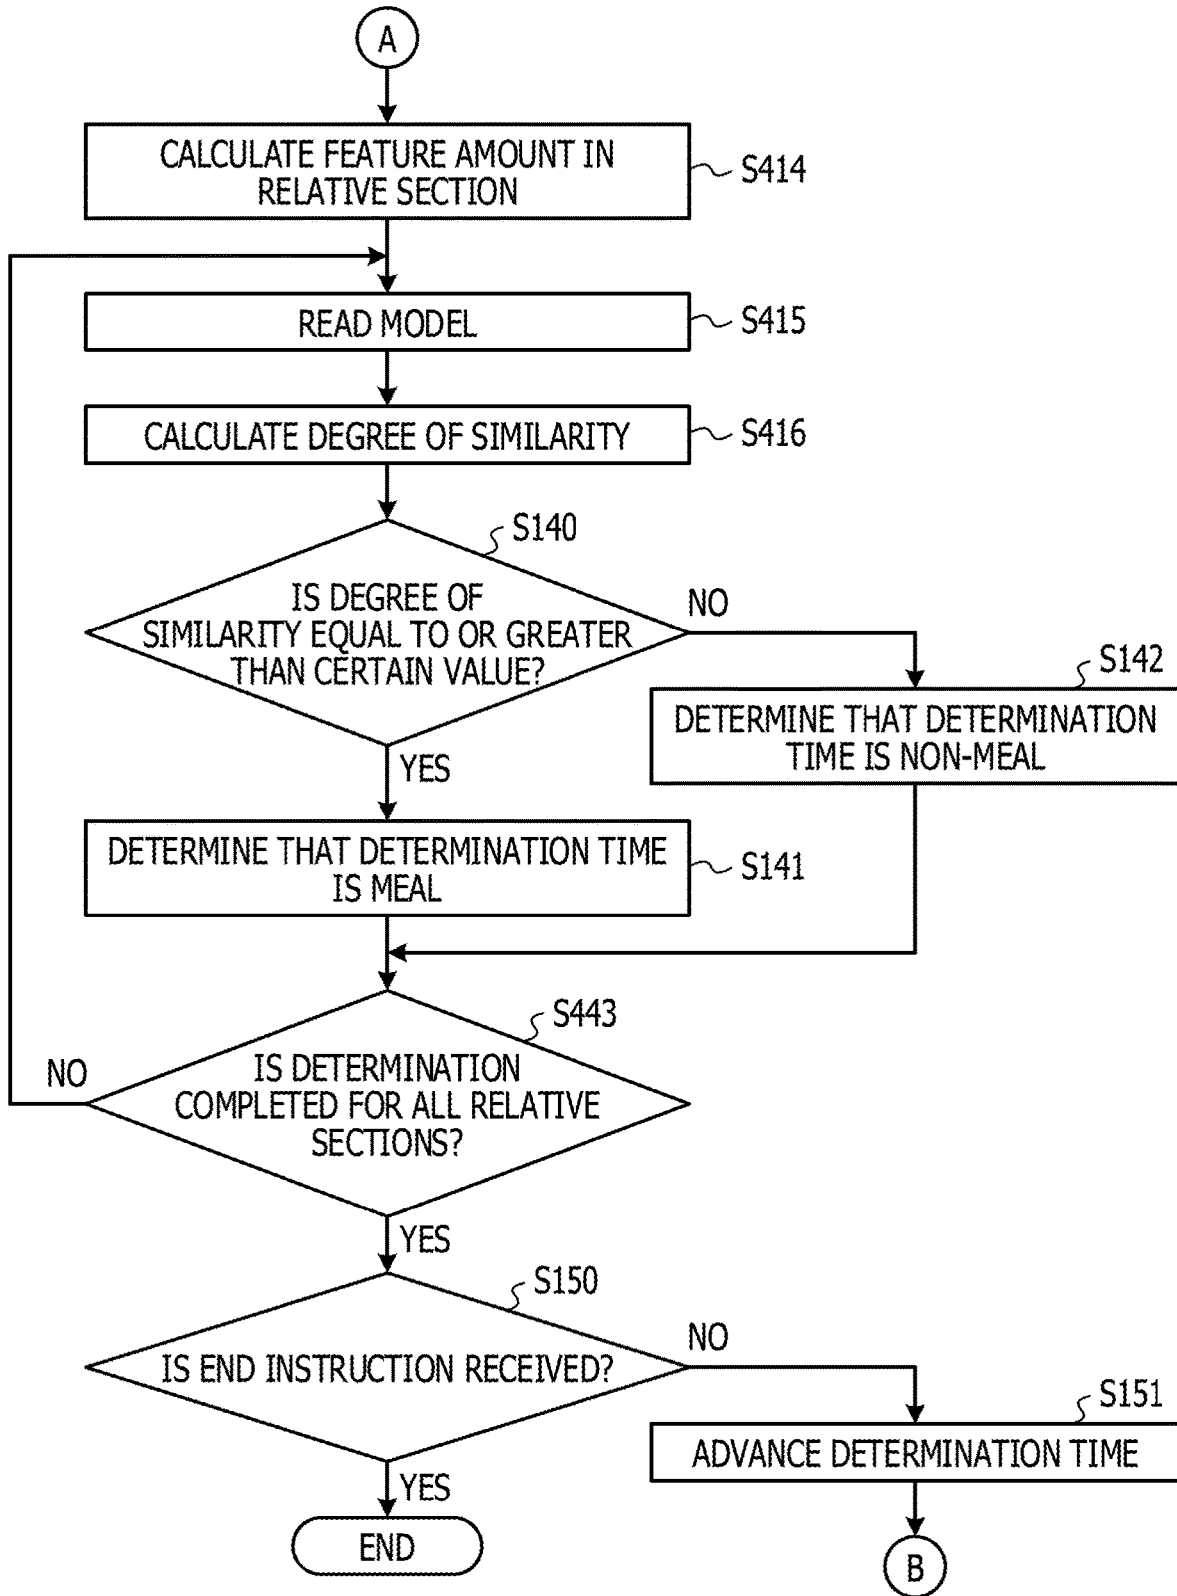 A
CALCULATE FEATURE AMOUNT IN
RELATIVE SECTION
S414
READ MODEL
S415
CALCULATE DEGREE OF SIMILARITY
S416
S140
IS DEGREE OF
SIMILARITY EQUAL TO OR GREATER
THAN CERTAIN VALUE?
NO
S142
DETERMINE THAT DETERMINATION
TIME IS NON-MEAL
YES
DETERMINE THAT DETERMINATION TIME
IS MEAL
S141
S443
NO
IS DETERMINATION
COMPLETED FOR ALL RELATIVE
SECTIONS?
YES
S150
NO
IS END INSTRUCTION RECEIVED?
S151
ADVANCE DETERMINATION TIME
YES
END
B